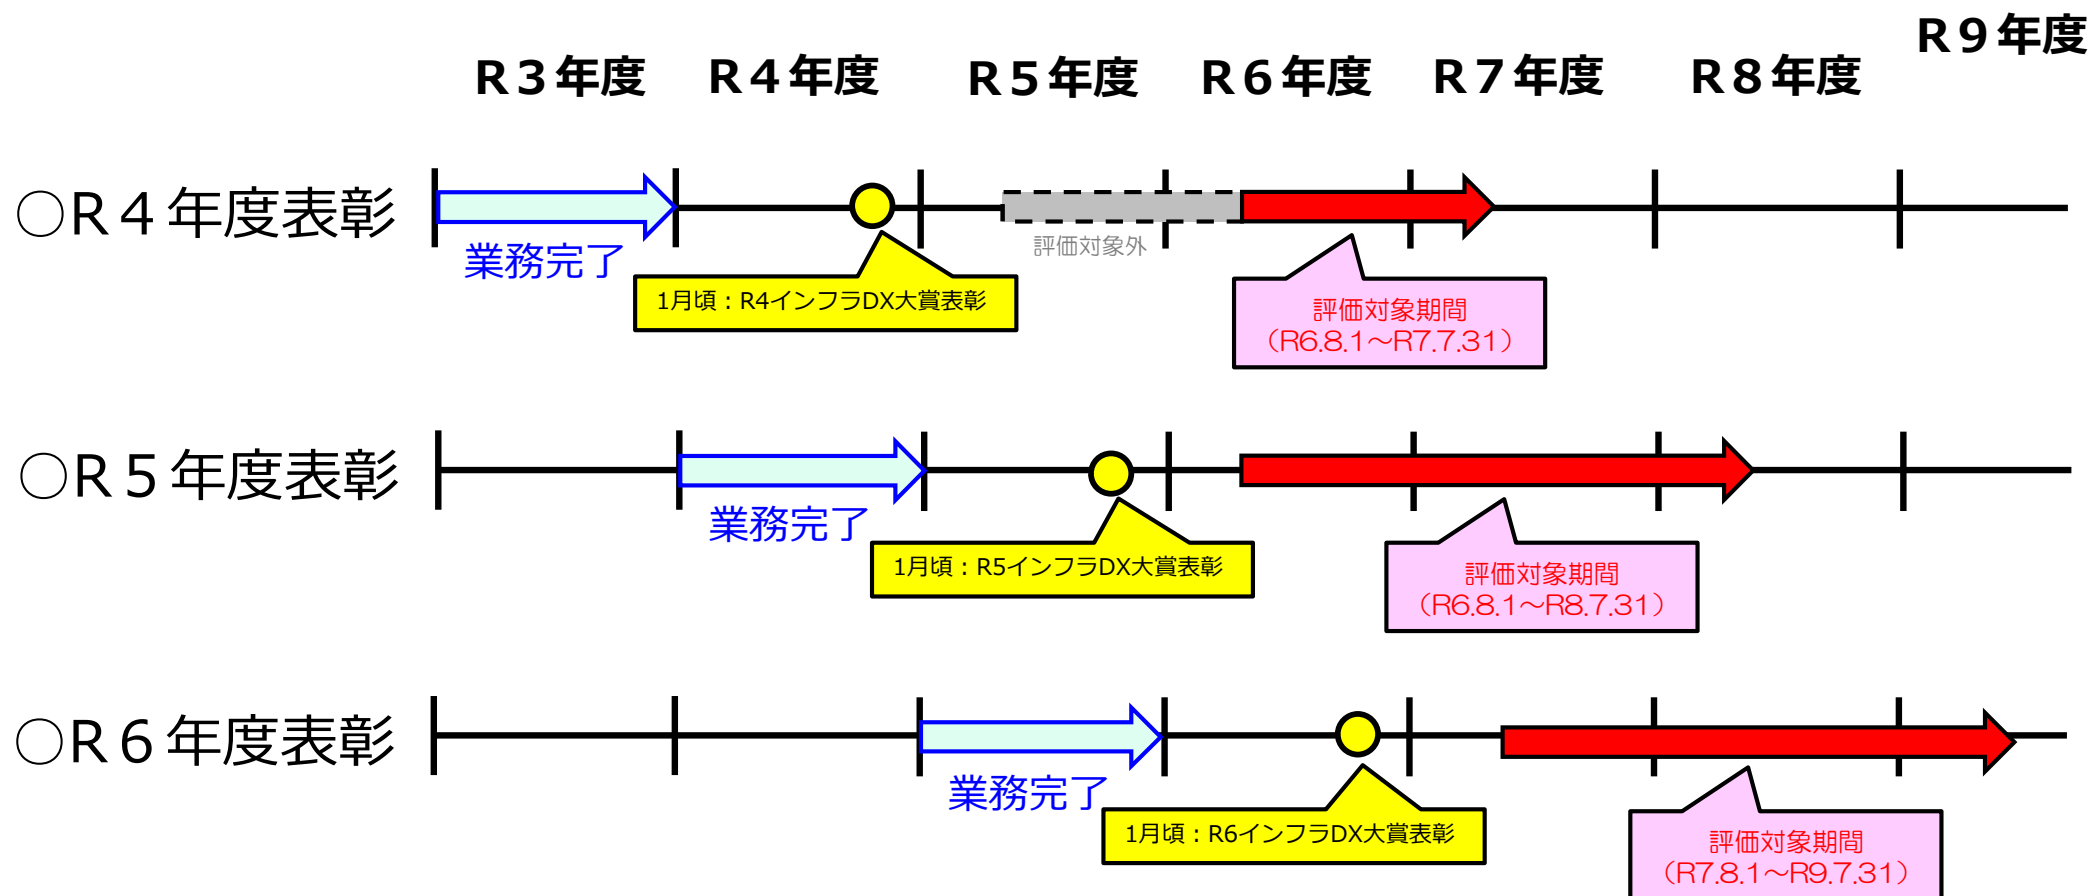 R3年度 R4年度 R5年度 R6年度 R7年度 R8年度 R9年度
○R4年度表彰
業務完了
評価対象外
1月頃：R4インフラDX大賞表彰
評価対象期間
（R6.8.1～R7.7.31）
○R5年度表彰
業務完了
1月頃：R5インフラDX大賞表彰
評価対象期間
（R6.8.1～R8.7.31）
○R6年度表彰
業務完了
1月頃：R6インフラDX大賞表彰
評価対象期間
（R7.8.1～R9.7.31）